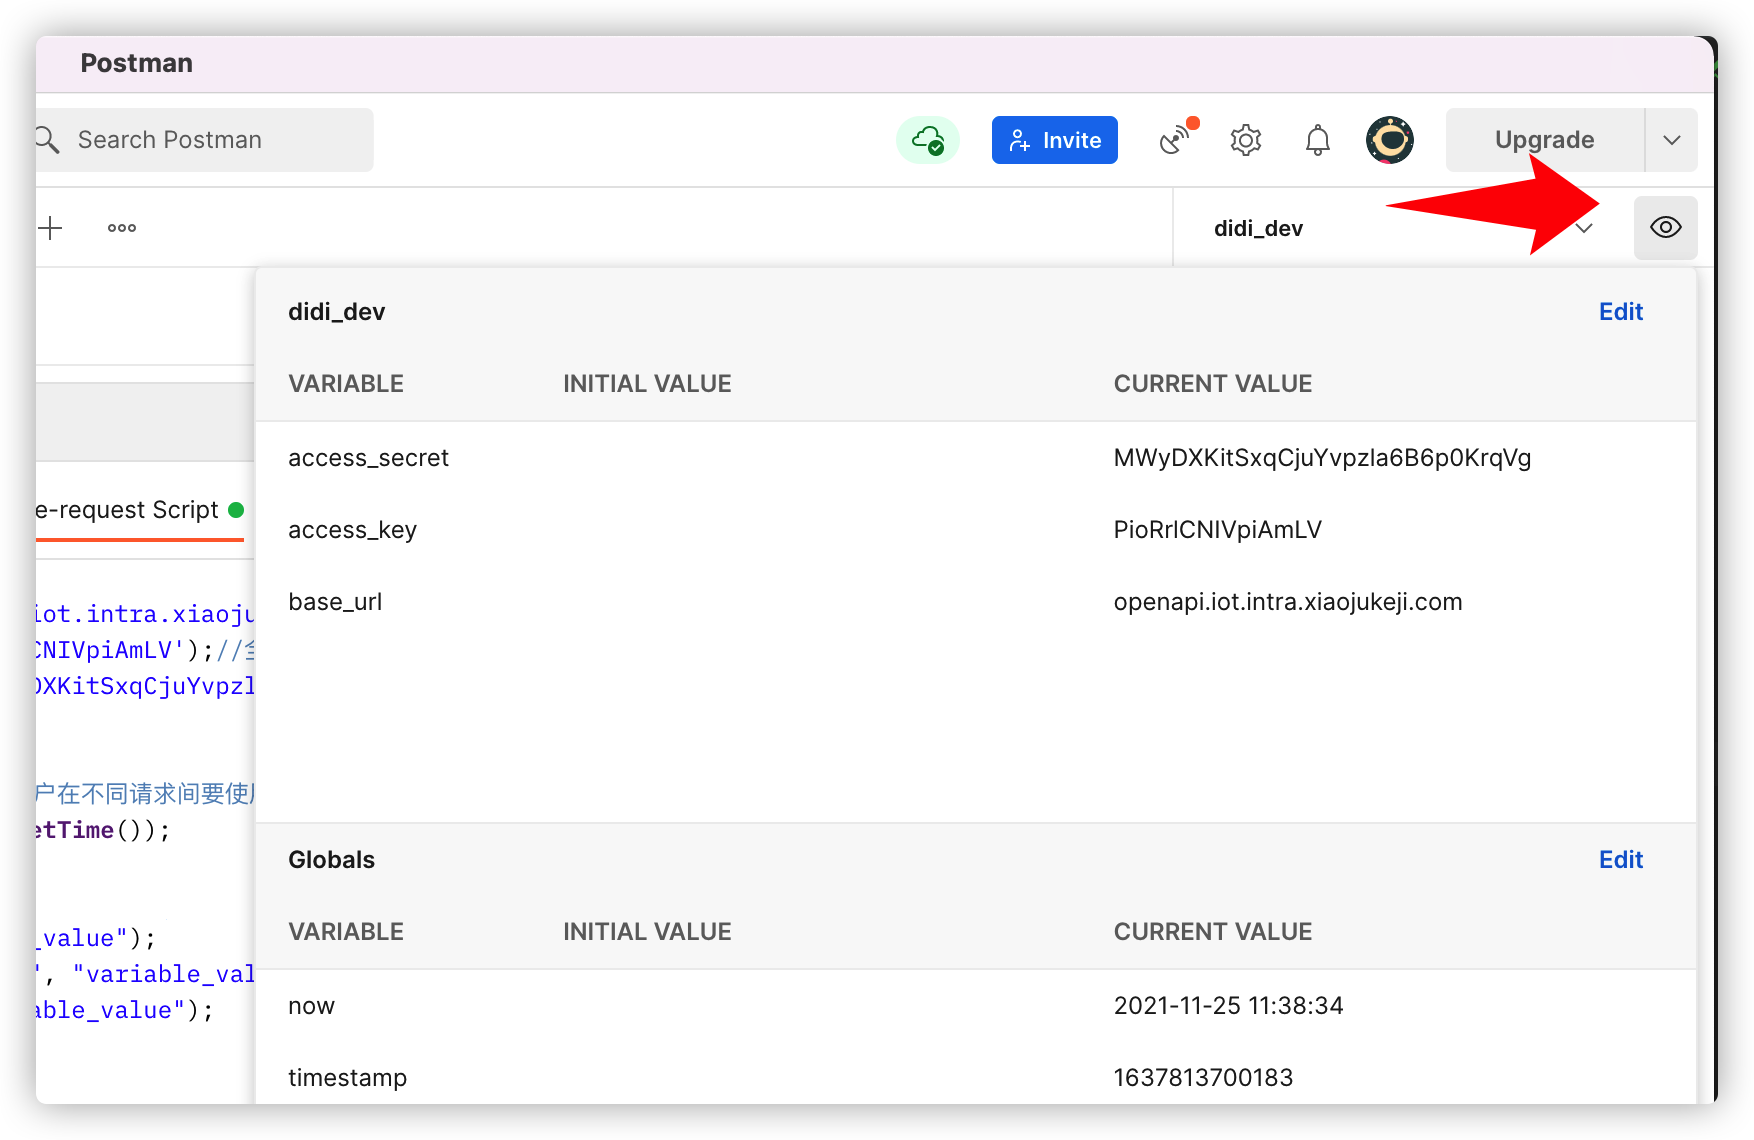 Postman
Search Postman
Invite
Upgrade
didi_dev
didi_dev
Edit
VARIABLE INITIAL VALUE CURRENT VALUE
access_secret MWyDXKitSxqCjuYvpzla6B6p0KrqVg
access_key PioRrlCNIVpiAmLV
base_url openapi.iot.intra.xiaojukeji.com
e-request Script
iot.intra.xiaoju
CNIVpiAmLV');//
DXKitSxqCjuYvpzl
户在不同请求间要使
etTime());
_value");
", "variable_val
able_value");
Globals
Edit
VARIABLE INITIAL VALUE CURRENT VALUE
now 2021-11-25 11:38:34
timestamp 1637813700183